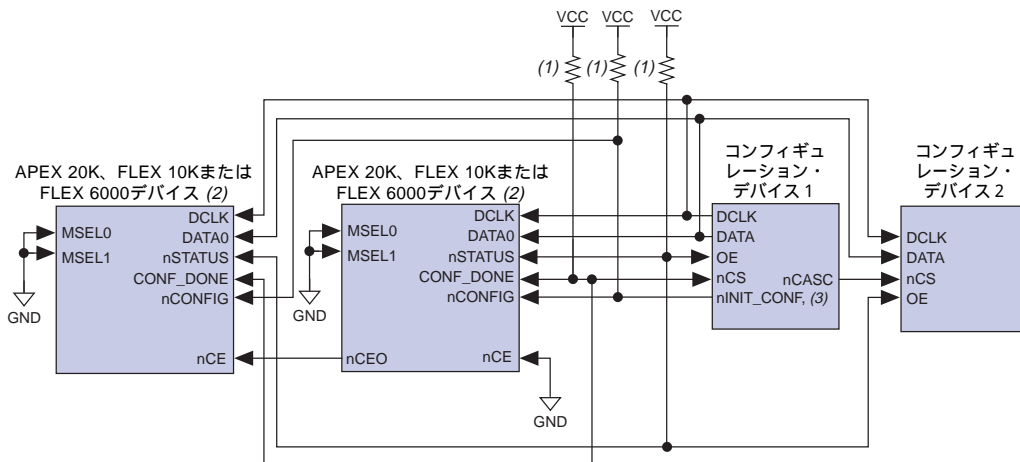 VCC VCC VCC
(1) (1) (1)
APEX 20K、FLEX 10Kまたは
FLEX 6000デバイス (2)
DCLK
DATA0
nSTATUS
CONF_DONE
nCONFIG
nCE
MSEL0
MSEL1
GND
APEX 20K、FLEX 10Kまたは
FLEX 6000デバイス (2)
DCLK
DATA0
nSTATUS
CONF_DONE
nCONFIG
MSEL0
MSEL1
GND
nCEO
nCE
GND
コンフィギュ
レーション・
デバイス1
DCLK
DATA
OE
nCS
nINIT_CONF, (3)
nCASC
コンフィギュ
レーション・
デバイス2
DCLK
DATA
nCS
OE